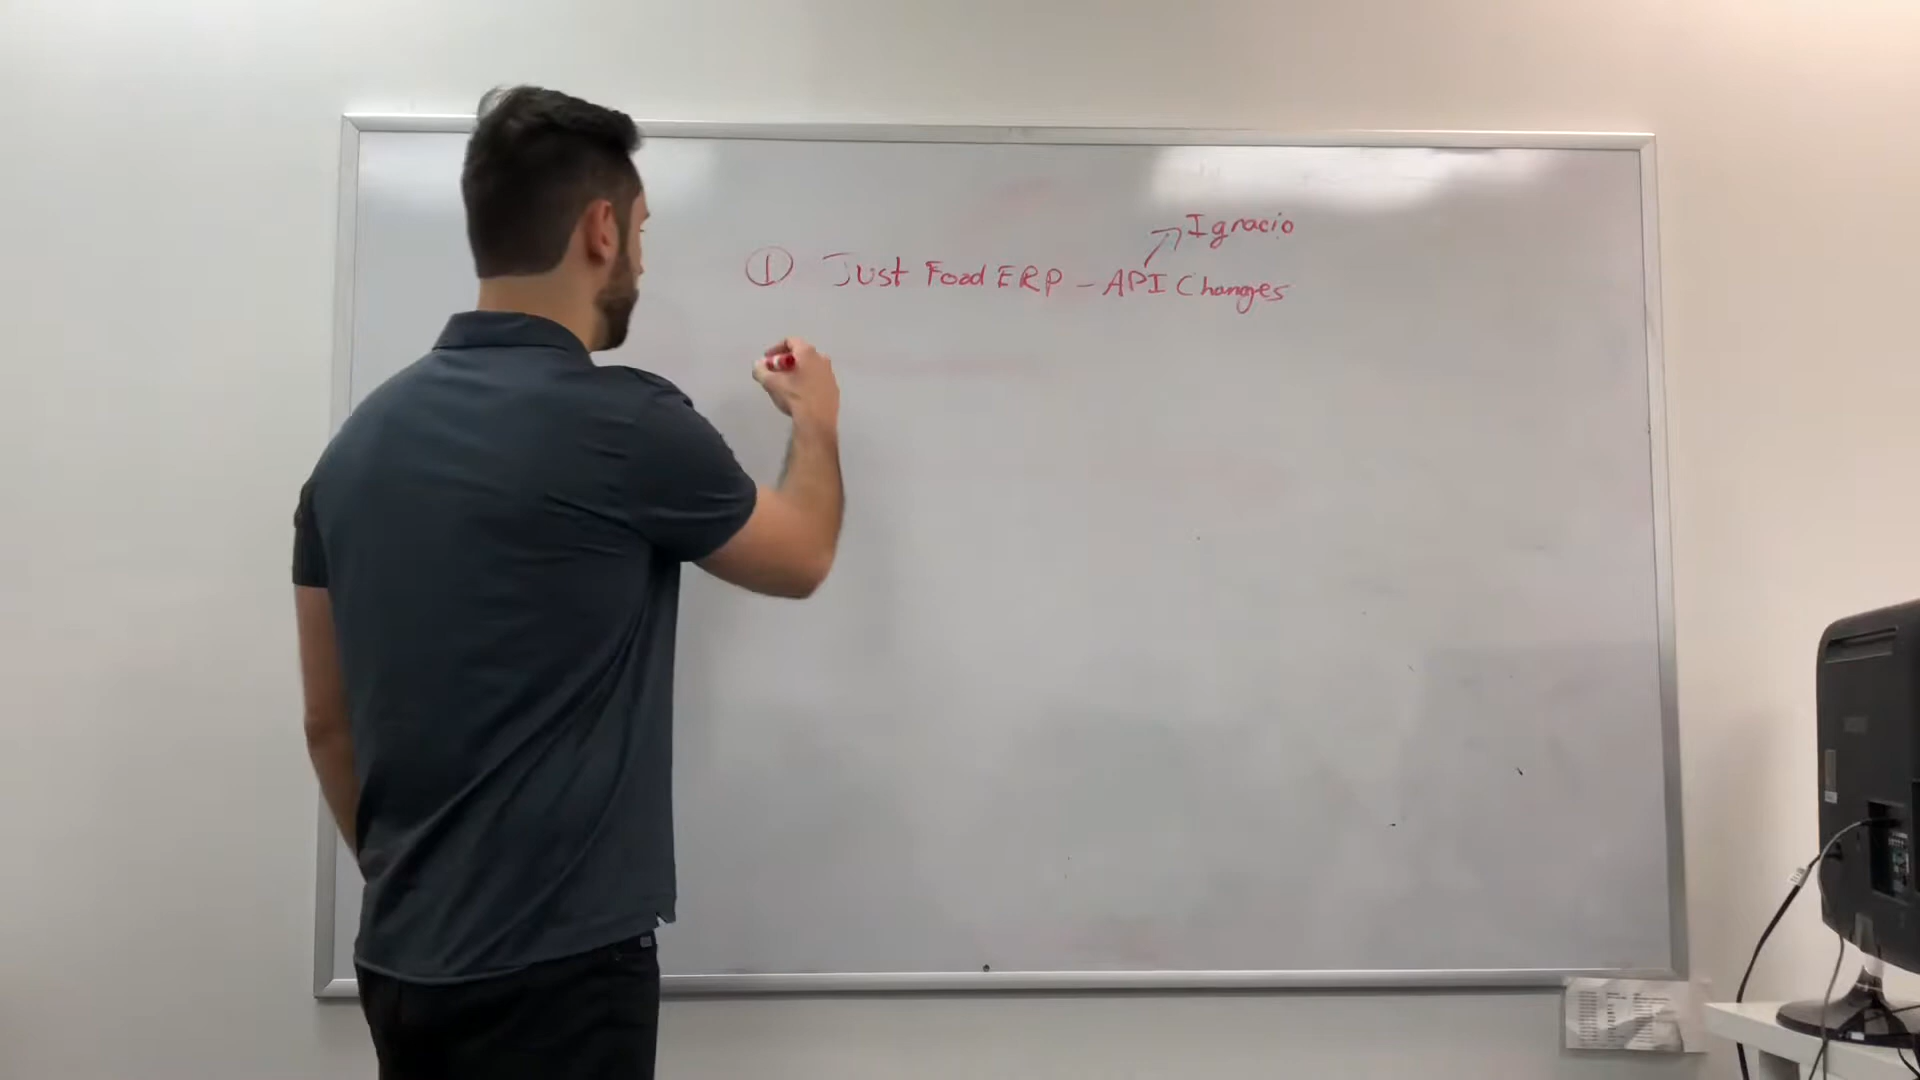 Ignacio
① Just Food ERP - API Changes